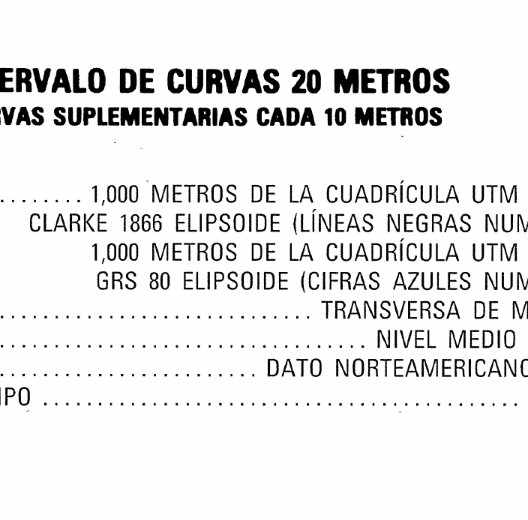 ERVALO DE CURVAS 20 METROS
RVAS SUPLEMENTARIAS CADA 10 METROS
........ 1,000 METROS DE LA CUADRÍCULA UTM
CLARKE 1866 ELIPSOIDE (LÍNEAS NEGRAS NUM
1,000 METROS DE LA CUADRÍCULA UTM
GRS 80 ELIPSOIDE (CIFRAS AZULES NUM
.............................. TRANSVERSA DE M
................................... NIVEL MEDIO
........................ DATO NORTEAMERICANO
IPO ............................................